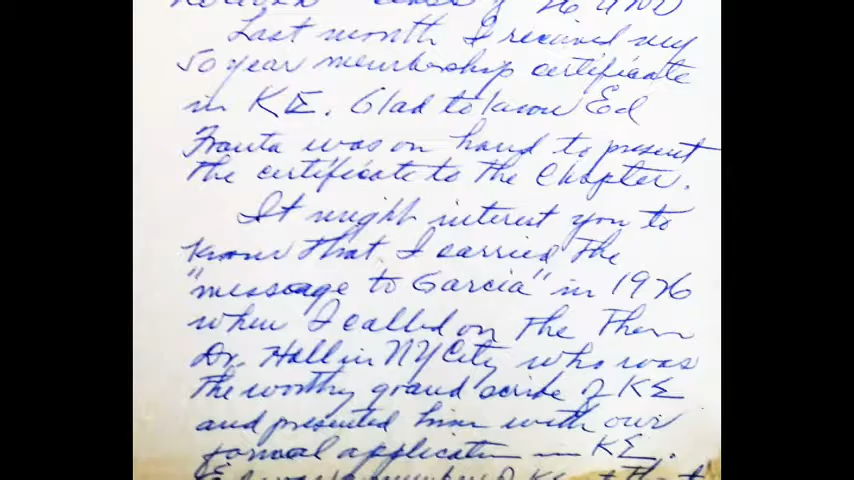 Last month I received my
50 year membership certificate
in KΣ. Glad to know Ed
Franta was on hand to present
the certificate to the Chapter.
It might interest you to
know that I carried the
"message to Garcia" in 1926
when I called on the then
Dr. Hall in NY City who was
the worthy grand scribe of KΣ
and presented him with our
formal application in KΣ.